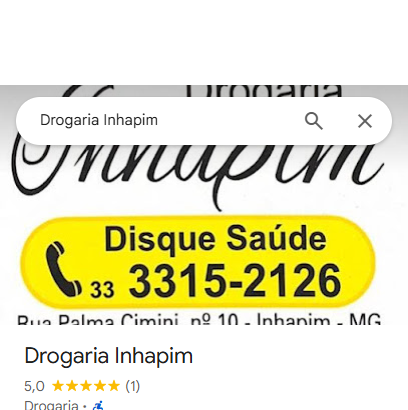 Drogaria
Drogaria Inhapim
Inhapim
Disque Saúde
33 3315-2126
Rua Palma Cimini, nº 10 - Inhapim - MG
Drogaria Inhapim
5,0 (1)
Drogaria ·